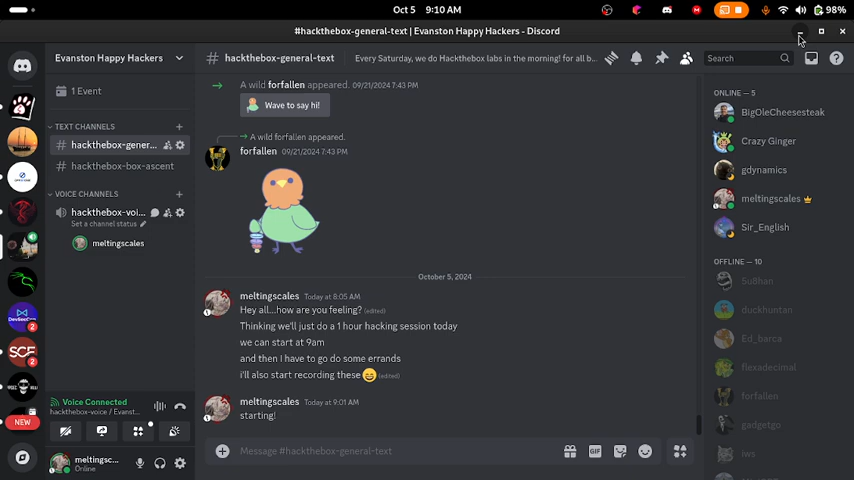 Oct 5 9:10 AM
98%
#hackthebox-general-text | Evanston Happy Hackers - Discord
Evanston Happy Hackers
hackthebox-general-text
Every Saturday, we do Hackthebox labs in the morning! for all b...
Search
1 Event
TEXT CHANNELS
hackthebox-gener...
hackthebox-box-ascent
VOICE CHANNELS
hackthebox-voi...
Set a channel status
meltingscales
A wild forfallen appeared. 09/21/2024 7:43 PM
Wave to say hi!
A wild forfallen appeared.
forfallen 09/21/2024 7:43 PM
October 5, 2024
meltingscales Today at 8:05 AM
Hey all...how are you feeling? (edited)
Thinking we'll just do a 1 hour hacking session today
we can start at 9am
and then I have to go do some errands
i'll also start recording these (edited)
meltingscales Today at 9:01 AM
starting!
Message #hackthebox-general-text
GIF
ONLINE — 5
BigOleCheesesteak
Crazy Ginger
gdynamics
meltingscales
Sir_English
OFFLINE — 10
5u8han
duckhuntan
Ed_barca
flexadecimal
forfallen
gadgetgo
iws
DevSecOps
2
SCF
2
NEW
Voice Connected
hackthebox-voice / Evanst...
meltingsc...
Online